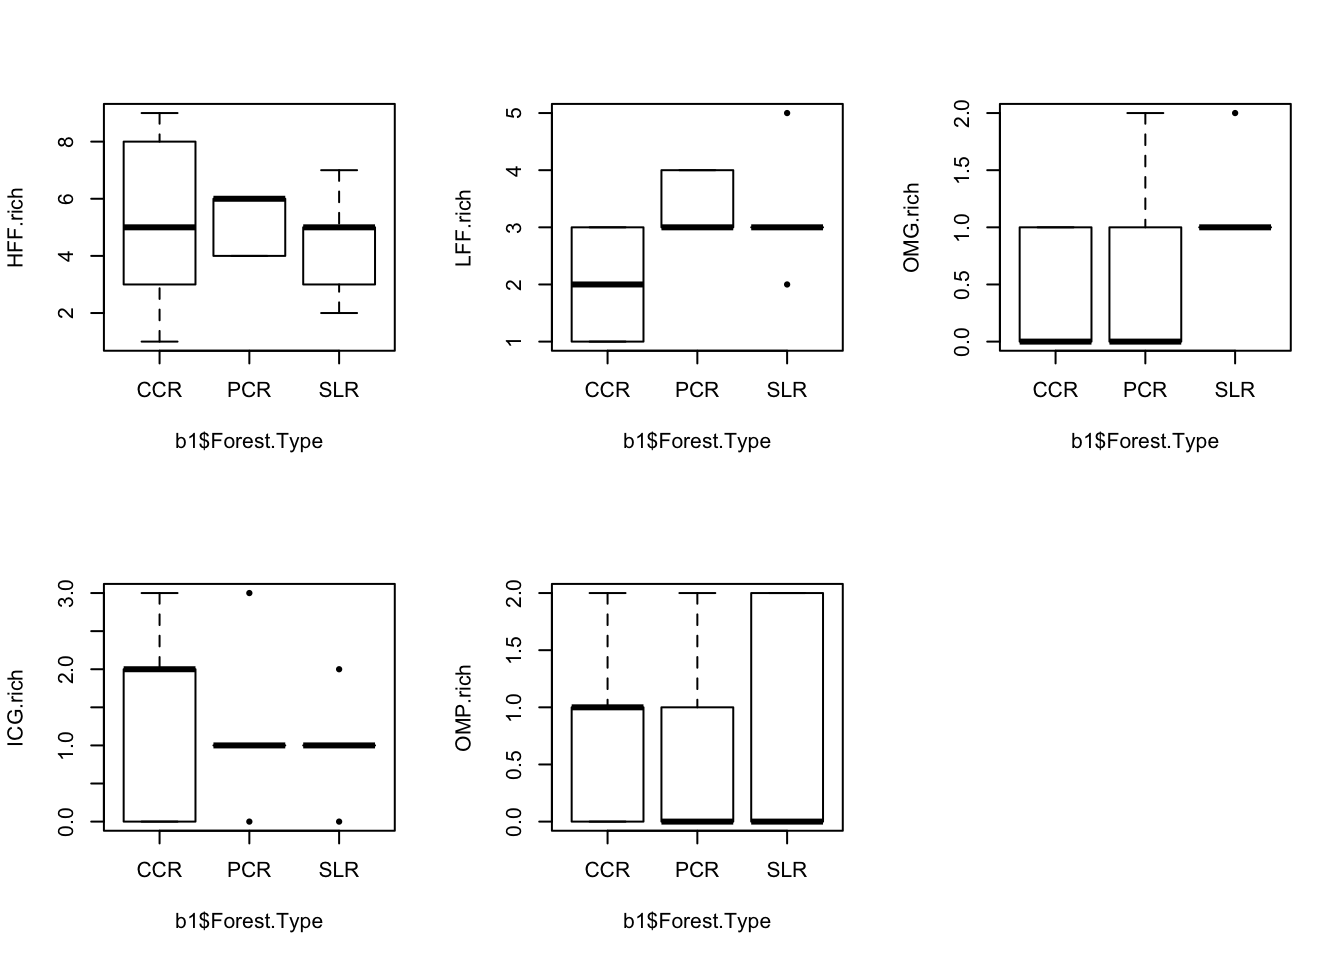 HFF.rich
8
6
4
2
CCR PCR SLR
b1$Forest.Type
LFF.rich
5
4
3
2
1
CCR PCR SLR
b1$Forest.Type
OMG.rich
2.0
1.5
1.0
0.5
0.0
CCR PCR SLR
b1$Forest.Type
ICG.rich
3.0
2.0
1.0
0.0
CCR PCR SLR
b1$Forest.Type
OMP.rich
2.0
1.5
1.0
0.5
0.0
CCR PCR SLR
b1$Forest.Type